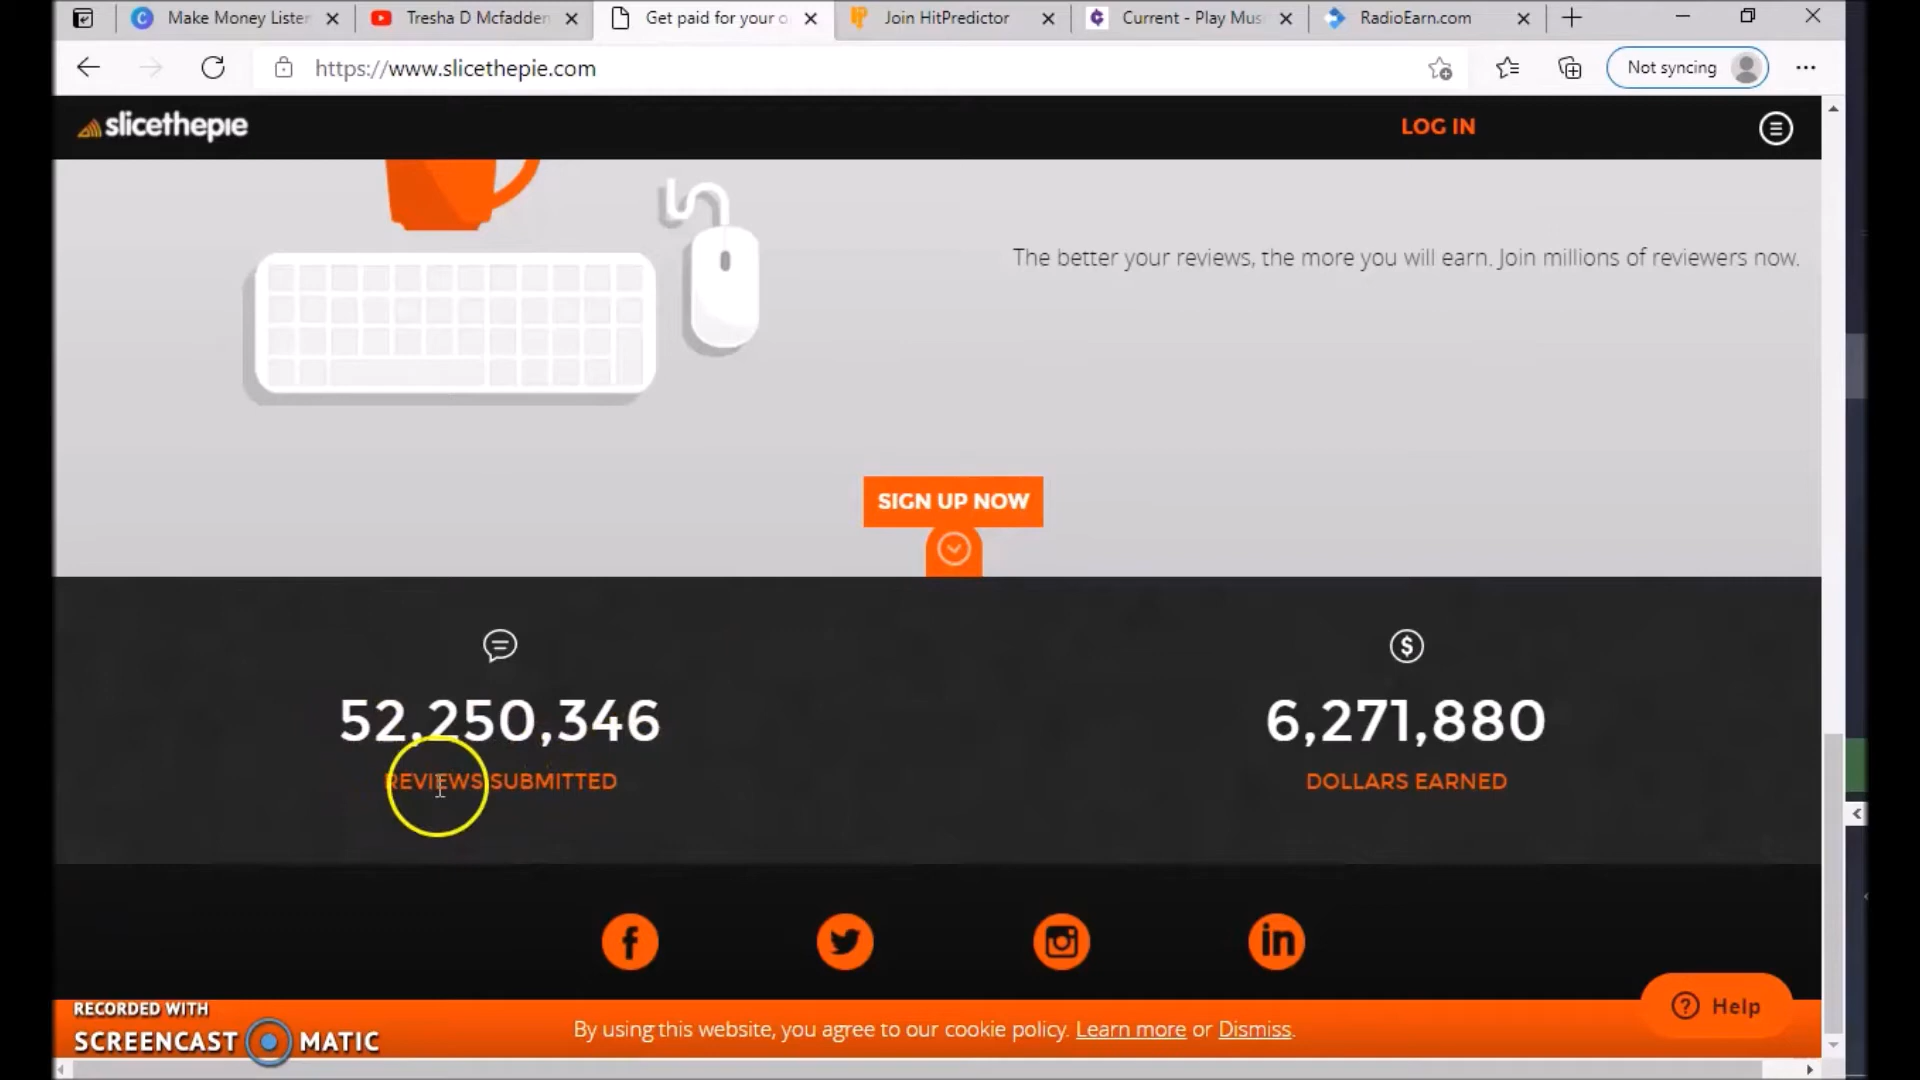 Make Money Lister
Tresha D Mcfadden
Get paid for your o
Join HitPredictor
Current - Play Mus
RadioEarn.com
https://www.slicethepie.com
Not syncing
slicethepie
LOG IN
The better your reviews, the more you will earn. Join millions of reviewers now.
SIGN UP NOW
52,250,346
6,271,880
REVIEWS SUBMITTED
DOLLARS EARNED
Help
RECORDED WITH
SCREENCAST MATIC
By using this website, you agree to our cookie policy. Learn more or Dismiss.